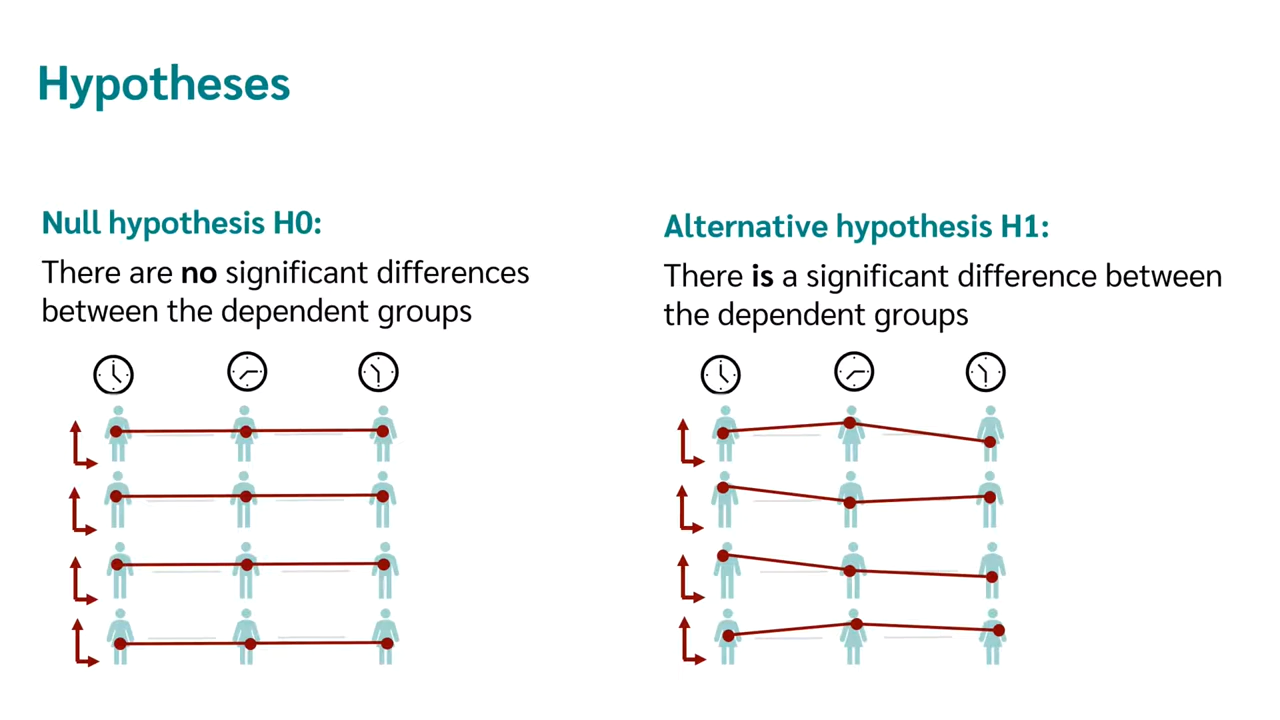 Hypotheses
Null hypothesis H0:
There are no significant differences
between the dependent groups
Alternative hypothesis H1:
There is a significant difference between
the dependent groups